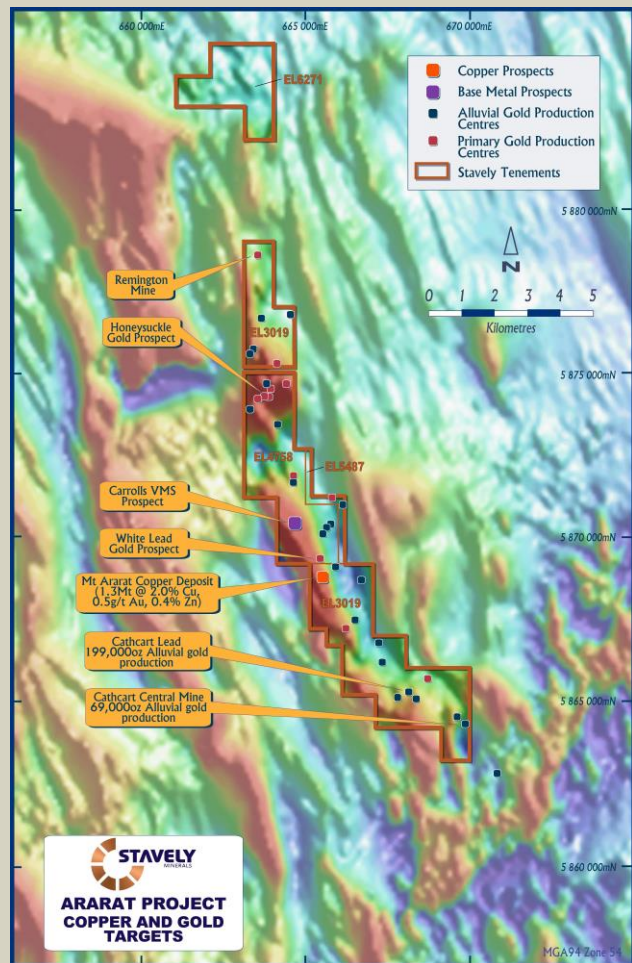 660 000mE
665 000mE
670 000mE
EL6271
Copper Prospects
Base Metal Prospects
Alluvial Gold Production
Centres
Primary Gold Production
Centres
Stavely Tenements
5 880 000mN
N
0 1 2 3 4 5
Kilometres
Remington
Mine
Honeysuckle
Gold Prospect
EL3019
5 875 000mN
EL4758
EL5487
Carrolls VMS
Prospect
White Lead
Gold Prospect
5 870 000mN
Mt Ararat Copper Deposit
(1.3Mt @ 2.0% Cu,
0.5g/t Au, 0.4% Zn)
EL3019
Cathcart Lead
199,000oz Alluvial gold
production
Cathcart Central Mine
69,000oz Alluvial gold
production
5 865 000mN
5 860 000mN
STAVELY
MINERALS
ARARAT PROJECT
COPPER AND GOLD
TARGETS
MGA94 Zone 54